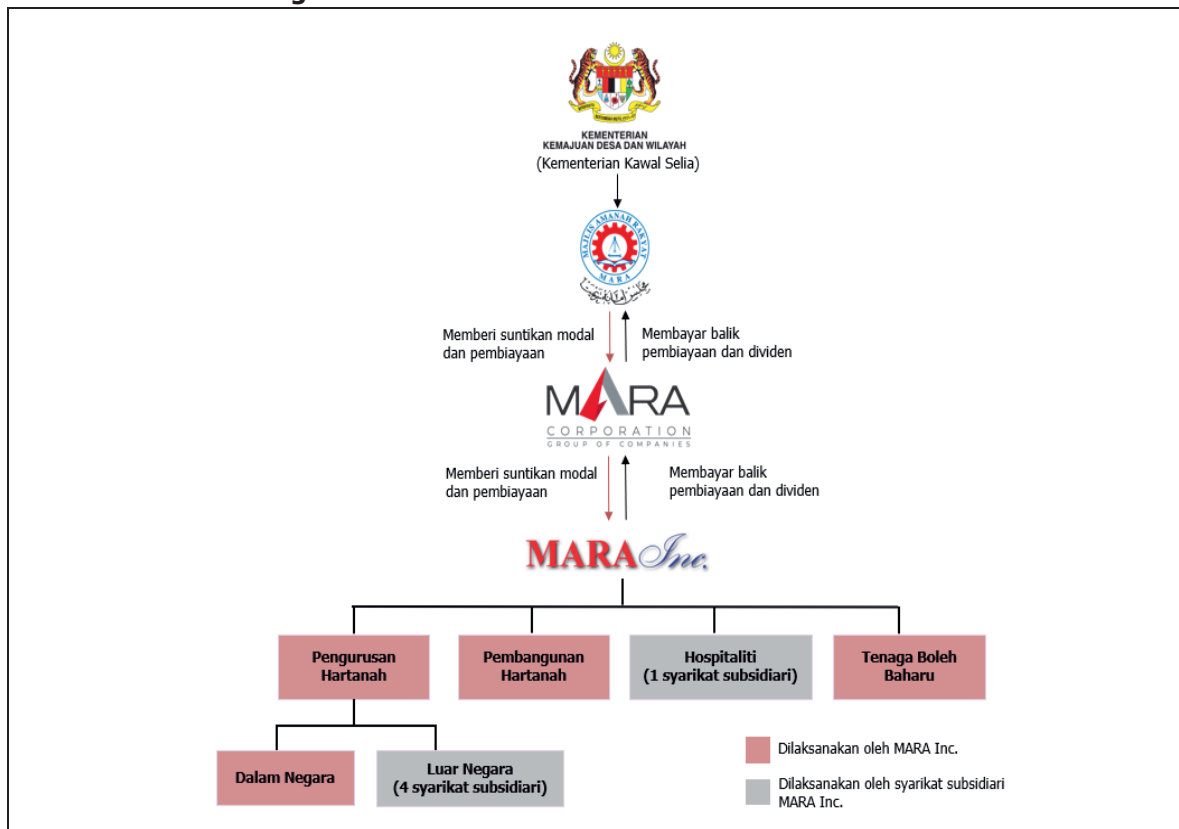 KEMENTERIAN
KEMAJUAN DESA DAN WILAYAH
(Kementerian Kawal Selia)
MAJLIS AMANAH RAKYAT
MARA
Memberi suntikan modal
dan pembiayaan
Membayar balik
pembiayaan dan dividen
MARA
CORPORATION
GROUP OF COMPANIES
Memberi suntikan modal
dan pembiayaan
Membayar balik
pembiayaan dan dividen
MARA Inc.
Pengurusan
Hartanah
Pembangunan
Hartanah
Hospitaliti
(1 syarikat subsidiari)
Tenaga Boleh
Baharu
Dalam Negara
Luar Negara
(4 syarikat subsidiari)
Dilaksanakan oleh MARA Inc.
Dilaksanakan oleh syarikat subsidiari
MARA Inc.